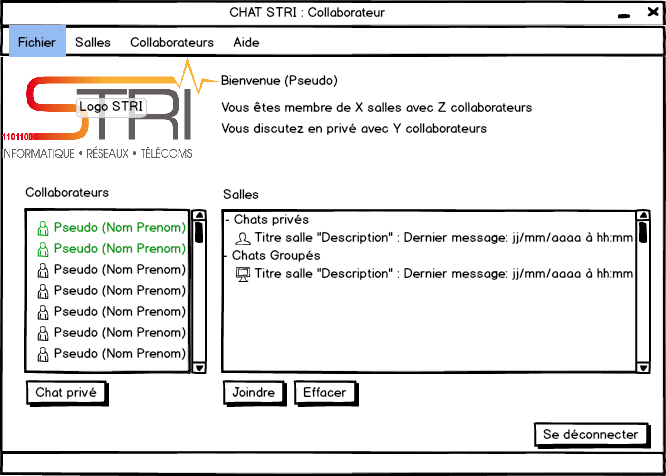 CHAT STRI : Collaborateur
Fichier Salles Collaborateurs Aide
STRI
Logo STRI
11011000
INFORMATIQUE • RÉSEAUX • TÉLÉCOMS
Bienvenue (Pseudo)
Vous êtes membre de X salles avec Z collaborateurs
Vous discutez en privé avec Y collaborateurs
Collaborateurs
Pseudo (Nom Prenom)
Pseudo (Nom Prenom)
Pseudo (Nom Prenom)
Pseudo (Nom Prenom)
Pseudo (Nom Prenom)
Pseudo (Nom Prenom)
Pseudo (Nom Prenom)
Chat privé
Salles
- Chats privés
Titre salle "Description" : Dernier message: jj/mm/aaaa à hh:mm
- Chats Groupés
Titre salle "Description" : Dernier message: jj/mm/aaaa à hh:mm
Joindre Effacer
Se déconnecter